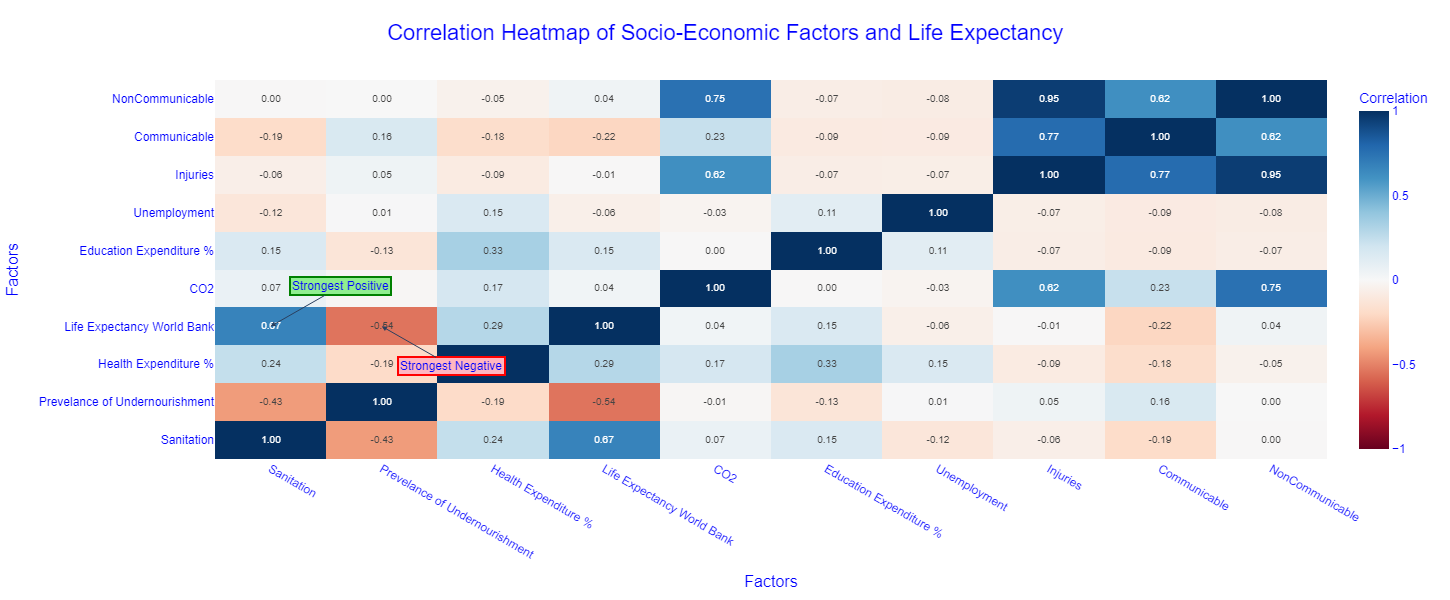 Correlation Heatmap of Socio-Economic Factors and Life Expectancy
Correlation
NonCommunicable 0.00 0.00 -0.05 0.04 0.75 -0.07 -0.08 0.95 0.62 1.00
1
Communicable -0.19 0.16 -0.18 -0.22 0.23 -0.09 -0.09 0.77 1.00 0.62
Injuries -0.06 0.05 -0.09 -0.01 0.62 -0.07 -0.07 1.00 0.77 0.95
0.5
Unemployment -0.12 0.01 0.15 -0.06 -0.03 0.11 1.00 -0.07 -0.09 -0.08
Education Expenditure % 0.15 -0.13 0.33 0.15 0.00 1.00 0.11 -0.07 -0.09 -0.07
Factors
0
CO2 0.07 0.17 0.04 1.00 0.00 -0.03 0.62 0.23 0.75
Strongest Positive
Life Expectancy World Bank 0.67 -0.54 0.29 1.00 0.04 0.15 -0.06 -0.01 -0.22 0.04
Health Expenditure % 0.24 -0.19 0.29 0.17 0.33 0.15 -0.09 -0.18 -0.05
Strongest Negative
−0.5
Prevelance of Undernourishment -0.43 1.00 -0.19 -0.54 -0.01 -0.13 0.01 0.05 0.16 0.00
Sanitation 1.00 -0.43 0.24 0.67 0.07 0.15 -0.12 -0.06 -0.19 0.00
−1
Sanitation
Prevelance of Undernourishment
Health Expenditure %
Life Expectancy World Bank
CO2
Education Expenditure %
Unemployment
Injuries
Communicable
NonCommunicable
Factors